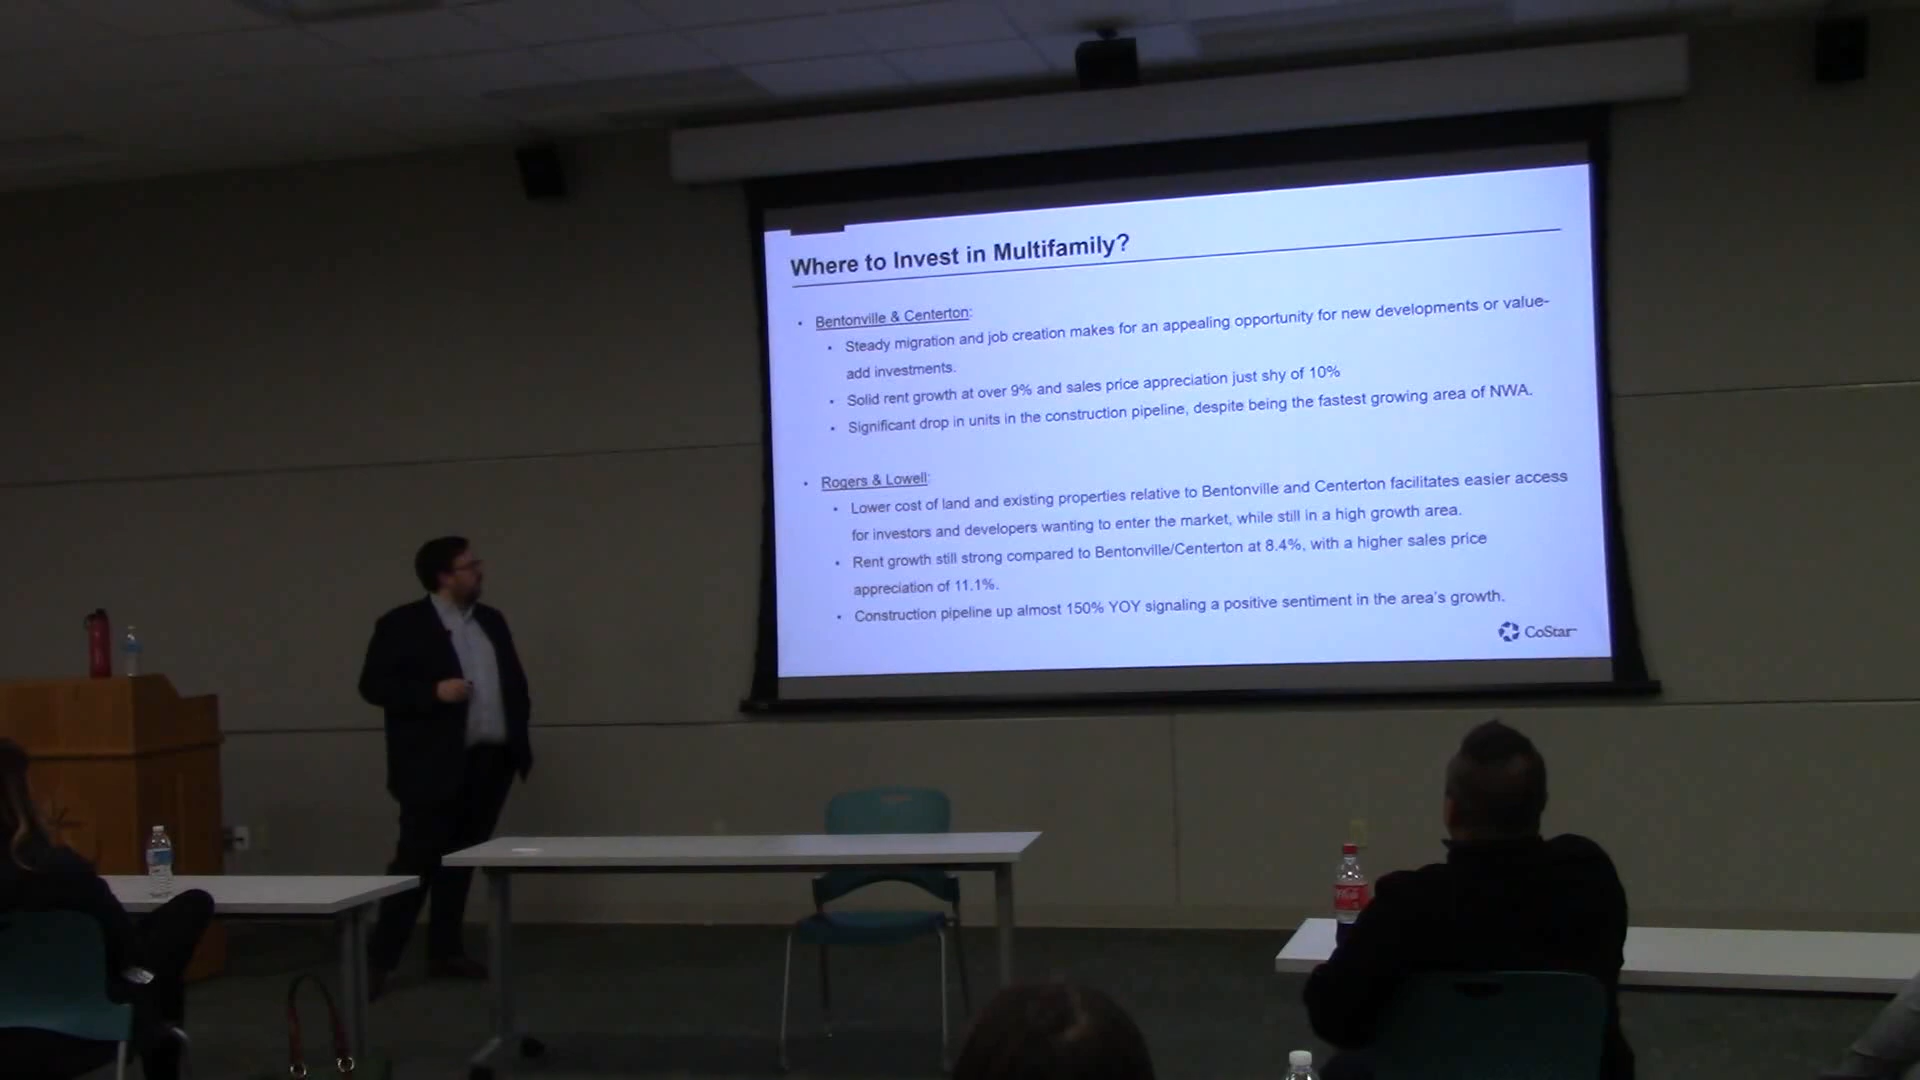 Where to Invest in Multifamily?
• Bentonville & Centerton:
• Steady migration and job creation makes for an appealing opportunity for new developments or value-
add investments.
• Solid rent growth at over 9% and sales price appreciation just shy of 10%
• Significant drop in units in the construction pipeline, despite being the fastest growing area of NWA.
• Rogers & Lowell:
• Lower cost of land and existing properties relative to Bentonville and Centerton facilitates easier access
for investors and developers wanting to enter the market, while still in a high growth area.
• Rent growth still strong compared to Bentonville/Centerton at 8.4%, with a higher sales price
appreciation of 11.1%.
• Construction pipeline up almost 150% YOY signaling a positive sentiment in the area's growth.
CoStar